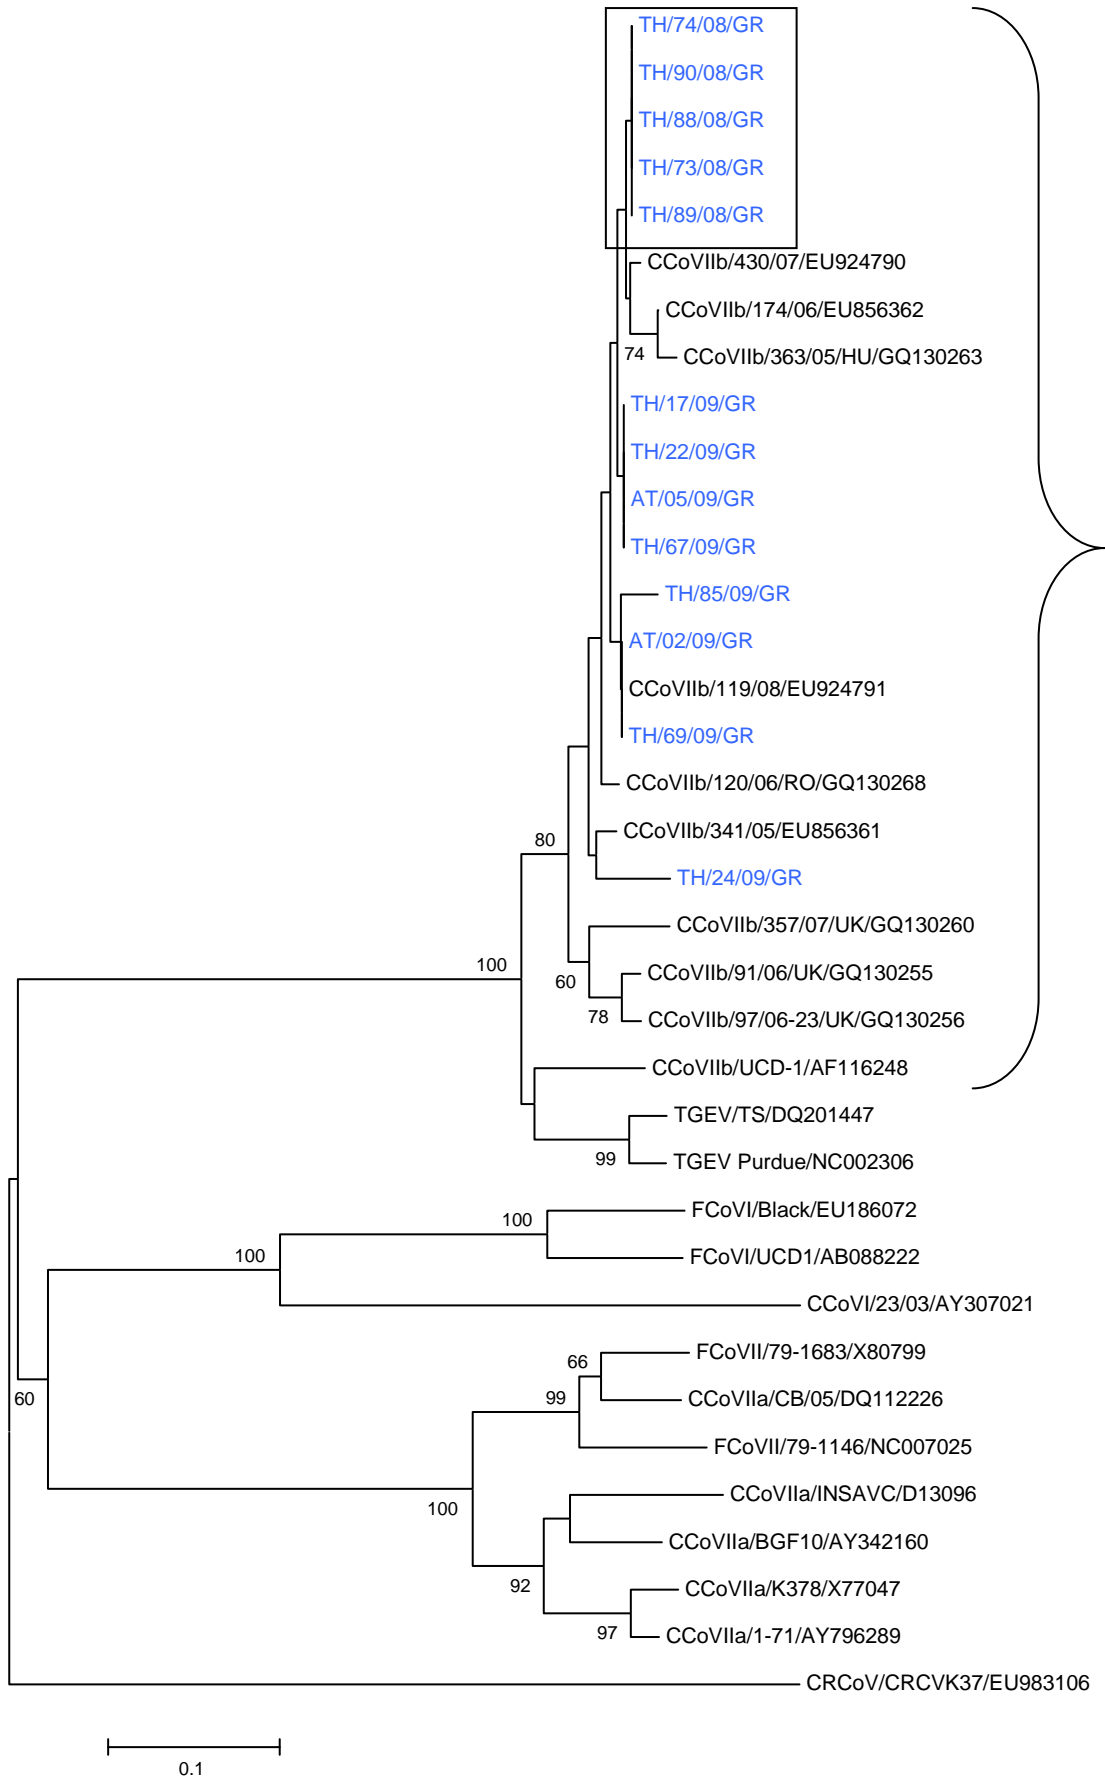 TH/74/08/GR
TH/90/08/GR
TH/88/08/GR
TH/73/08/GR
TH/89/08/GR
CCoVIIb/430/07/EU924790
CCoVIIb/174/06/EU856362
74
CCoVIIb/363/05/HU/GQ130263
TH/17/09/GR
TH/22/09/GR
AT/05/09/GR
TH/67/09/GR
TH/85/09/GR
AT/02/09/GR
CCoVIIb/119/08/EU924791
TH/69/09/GR
CCoVIIb/120/06/RO/GQ130268
CCoVIIb/341/05/EU856361
80
TH/24/09/GR
CCoVIIb/357/07/UK/GQ130260
100
CCoVIIb/91/06/UK/GQ130255
60
78
CCoVIIb/97/06-23/UK/GQ130256
CCoVIIb/UCD-1/AF116248
TGEV/TS/DQ201447
99
TGEV Purdue/NC002306
FCoVI/Black/EU186072
100
100
FCoVI/UCD1/AB088222
CCoVI/23/03/AY307021
FCoVII/79-1683/X80799
66
60
99
CCoVIIa/CB/05/DQ112226
FCoVII/79-1146/NC007025
CCoVIIa/INSAVC/D13096
100
CCoVIIa/BGF10/AY342160
92
CCoVIIa/K378/X77047
97
CCoVIIa/1-71/AY796289
CRCoV/CRCVK37/EU983106
0.1